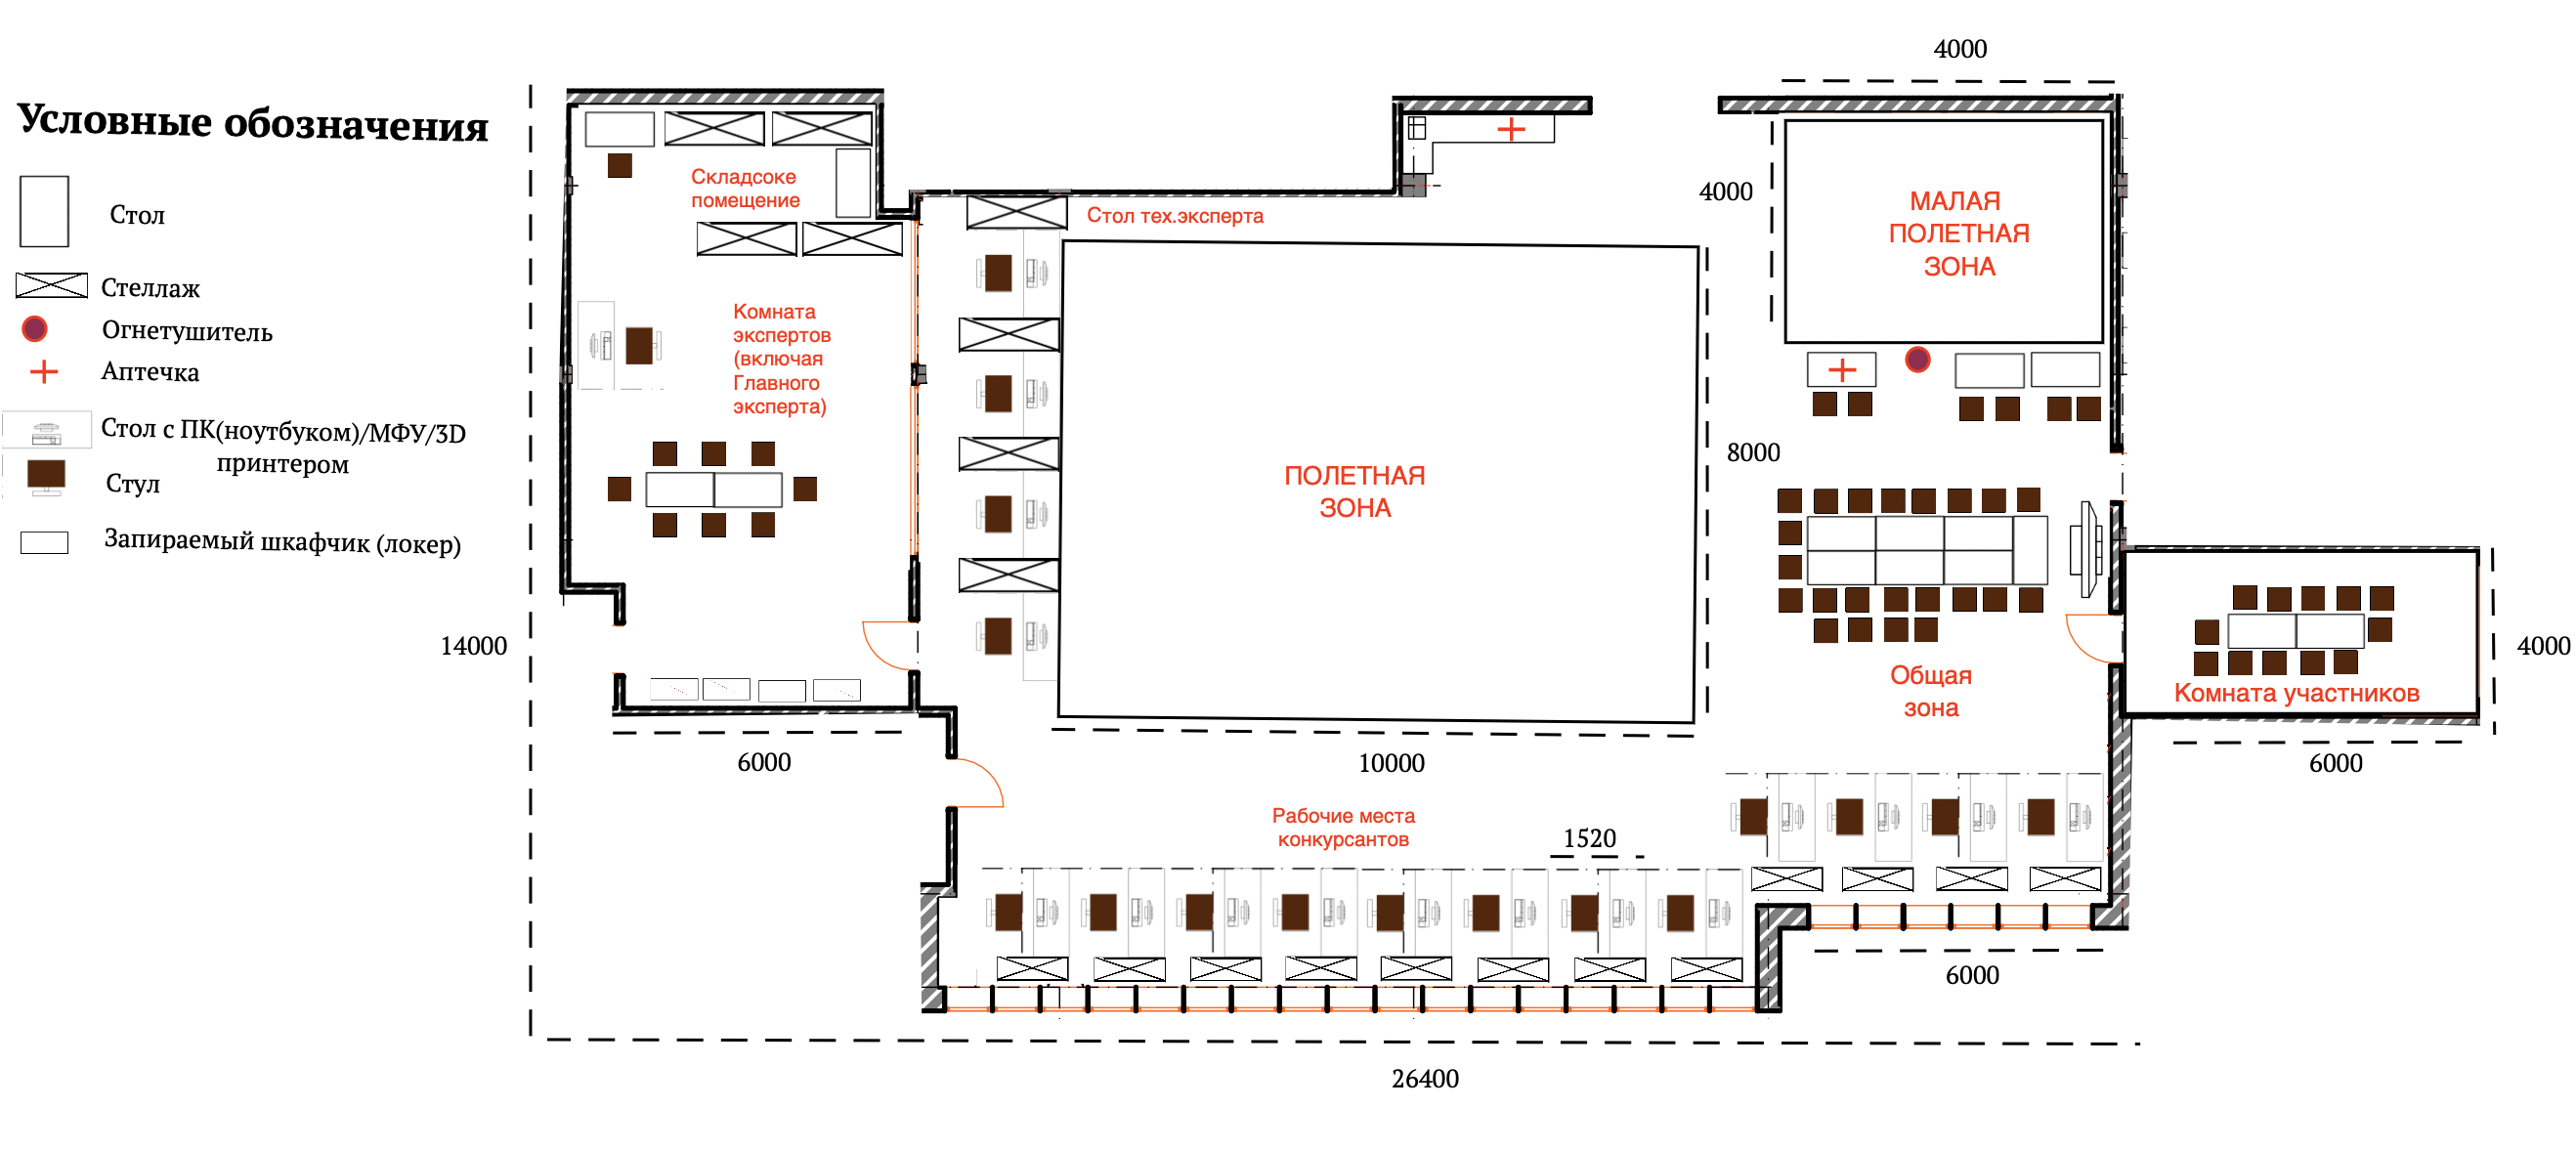 Условные обозначения
Стол
Стеллаж
Огнетушитель
Аптечка
Стол с ПК(ноутбуком)/МФУ/3D
принтером
Стул
Запираемый шкафчик (локер)
14000
Складсоке
помещение
Комната
экспертов
(включая
Главного
эксперта)
6000
Стол тех.эксперта
ПОЛЕТНАЯ
ЗОНА
8000
10000
4000
4000
МАЛАЯ
ПОЛЕТНАЯ
ЗОНА
Общая
зона
Комната участников
4000
6000
Рабочие места
конкурсантов
1520
6000
26400